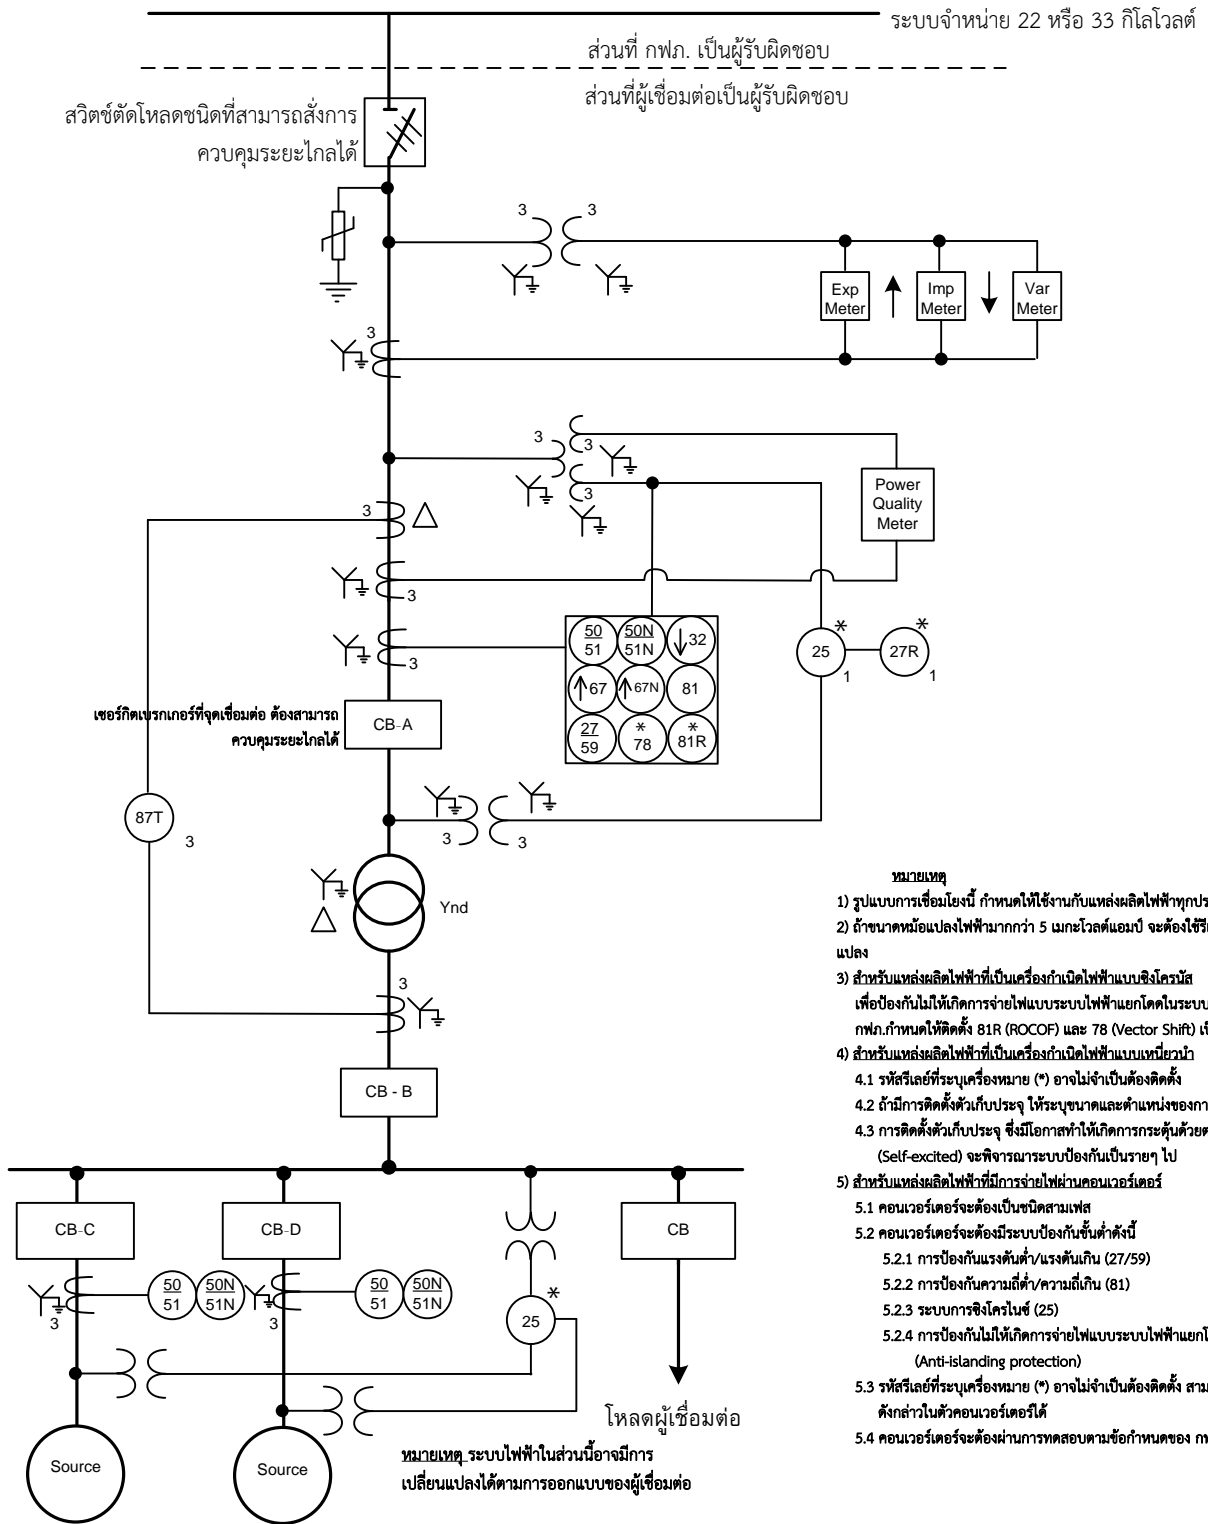 ระบบจำหน่าย 22 หรือ 33 กิโลโวลต์
ส่วนที่ กฟภ. เป็นผู้รับผิดชอบ
ส่วนที่ผู้เชื่อมต่อเป็นผู้รับผิดชอบ
สวิตช์ตัดโหลดชนิดที่สามารถสั่งการ
ควบคุมระยะไกลได้
3
3
Exp
Meter
Imp
Meter
Var
Meter
3
3
3
3
Power
Quality
Meter
3
3
3
50
51
50N
51N
32
67
67N
81
27
59
*
78
*
81R
25
*
1
27R
*
1
เซอร์กิตเบรกเกอร์ที่จุดเชื่อมต่อ ต้องสามารถ
ควบคุมระยะไกลได้
CB-A
87T
3
3
3
Ynd
3
CB - B
CB-C
CB-D
CB
50
51
50N
51N
3
50
51
50N
51N
3
25
*
Source
Source
โหลดผู้เชื่อมต่อ
หมายเหตุ ระบบไฟฟ้าในส่วนนี้อาจมีการ
เปลี่ยนแปลงได้ตามการออกแบบของผู้เชื่อมต่อ
หมายเหตุ
1) รูปแบบการเชื่อมโยงนี้ กำหนดให้ใช้งานกับแหล่งผลิตไฟฟ้าทุกประ
2) ถ้าขนาดหม้อแปลงไฟฟ้ามากกว่า 5 เมกะโวลต์แอมป์ จะต้องใช้รี
แปลง
3) สำหรับแหล่งผลิตไฟฟ้าที่เป็นเครื่องกำเนิดไฟฟ้าแบบซิงโครนัส
เพื่อป้องกันไม่ให้เกิดการจ่ายไฟแบบระบบไฟฟ้าแยกโดดในระบบ
กฟภ.กำหนดให้ติดตั้ง 81R (ROCOF) และ 78 (Vector Shift) เป็
4) สำหรับแหล่งผลิตไฟฟ้าที่เป็นเครื่องกำเนิดไฟฟ้าแบบเหนี่ยวนำ
4.1 รหัสรีเลย์ที่ระบุเครื่องหมาย (*) อาจไม่จำเป็นต้องติดตั้ง
4.2 ถ้ามีการติดตั้งตัวเก็บประจุ ให้ระบุขนาดและตำแหน่งของกา
4.3 การติดตั้งตัวเก็บประจุ ซึ่งมีโอกาสทำให้เกิดการกระตุ้นด้วยต
(Self-excited) จะพิจารณาระบบป้องกันเป็นรายๆ ไป
5) สำหรับแหล่งผลิตไฟฟ้าที่มีการจ่ายไฟผ่านคอนเวอร์เตอร์
5.1 คอนเวอร์เตอร์จะต้องเป็นชนิดสามเฟส
5.2 คอนเวอร์เตอร์จะต้องมีระบบป้องกันขั้นต่ำดังนี้
5.2.1 การป้องกันแรงดันต่ำ/แรงดันเกิน (27/59)
5.2.2 การป้องกันความถี่ต่ำ/ความถี่เกิน (81)
5.2.3 ระบบการซิงโครไนซ์ (25)
5.2.4 การป้องกันไม่ให้เกิดการจ่ายไฟแบบระบบไฟฟ้าแยกโ
(Anti-islanding protection)
5.3 รหัสรีเลย์ที่ระบุเครื่องหมาย (*) อาจไม่จำเป็นต้องติดตั้ง สาม
ดังกล่าวในตัวคอนเวอร์เตอร์ได้
5.4 คอนเวอร์เตอร์จะต้องผ่านการทดสอบตามข้อกำหนดของ กฟ